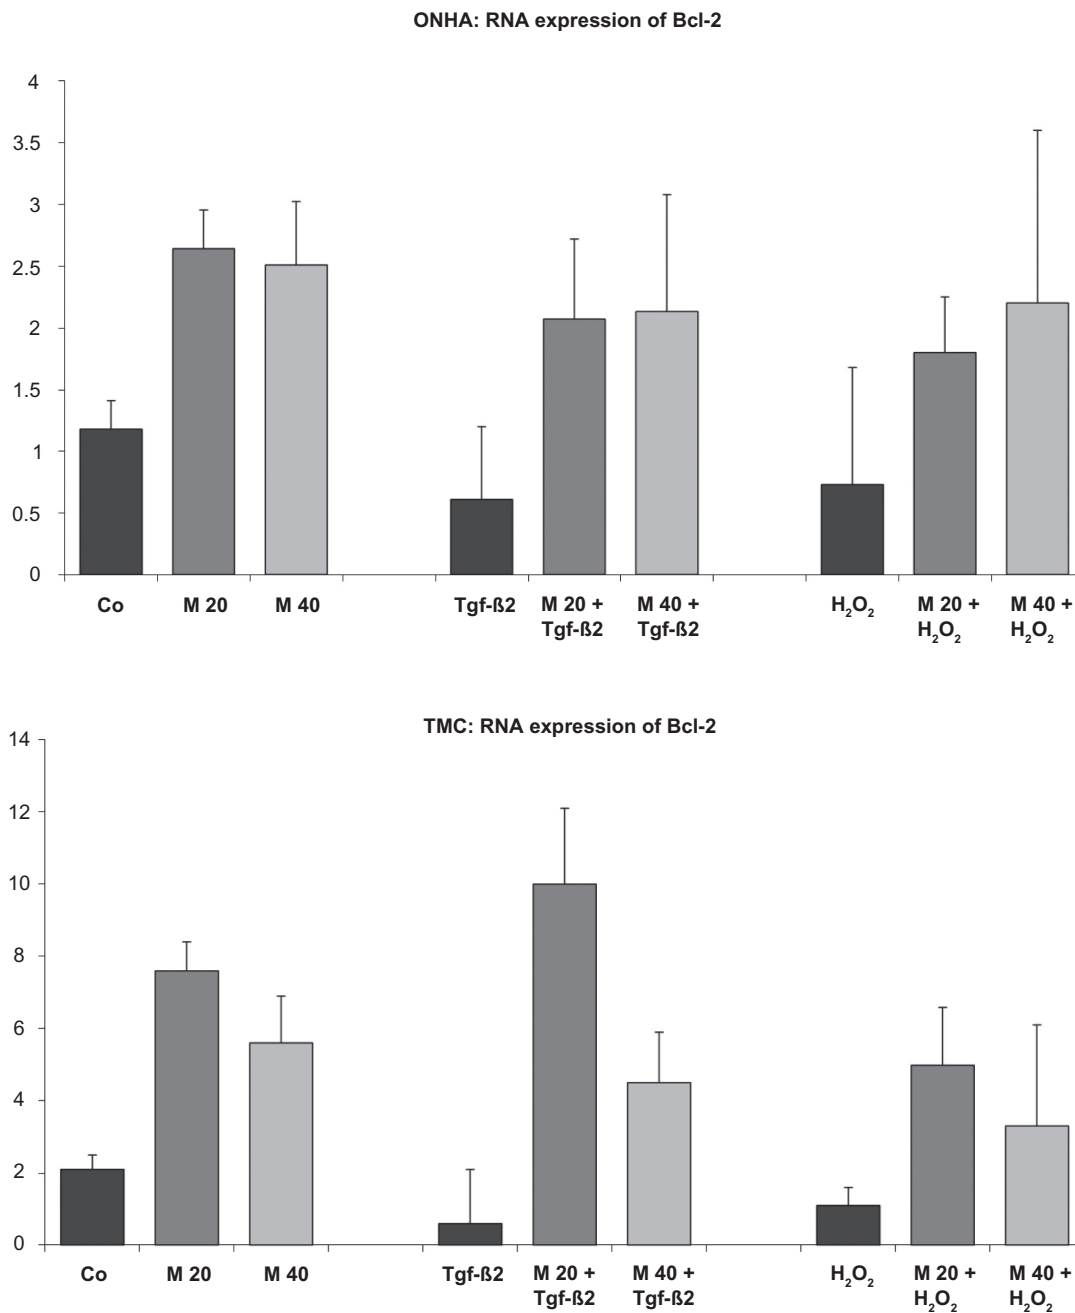 ONHA: RNA expression of Bcl-2
4
3.5
3
2.5
2
1.5
1
0.5
0
Co M 20 M 40 Tgf-ß2 M 20 + M 40 + H₂O₂ M 20 + M 40 +
Tgf-ß2 Tgf-ß2 H₂O₂ H₂O₂
TMC: RNA expression of Bcl-2
14
12
10
8
6
4
2
0
Co M 20 M 40 Tgf-ß2 M 20 + M 40 + H₂O₂ M 20 + M 40 +
Tgf-ß2 Tgf-ß2 H₂O₂ H₂O₂